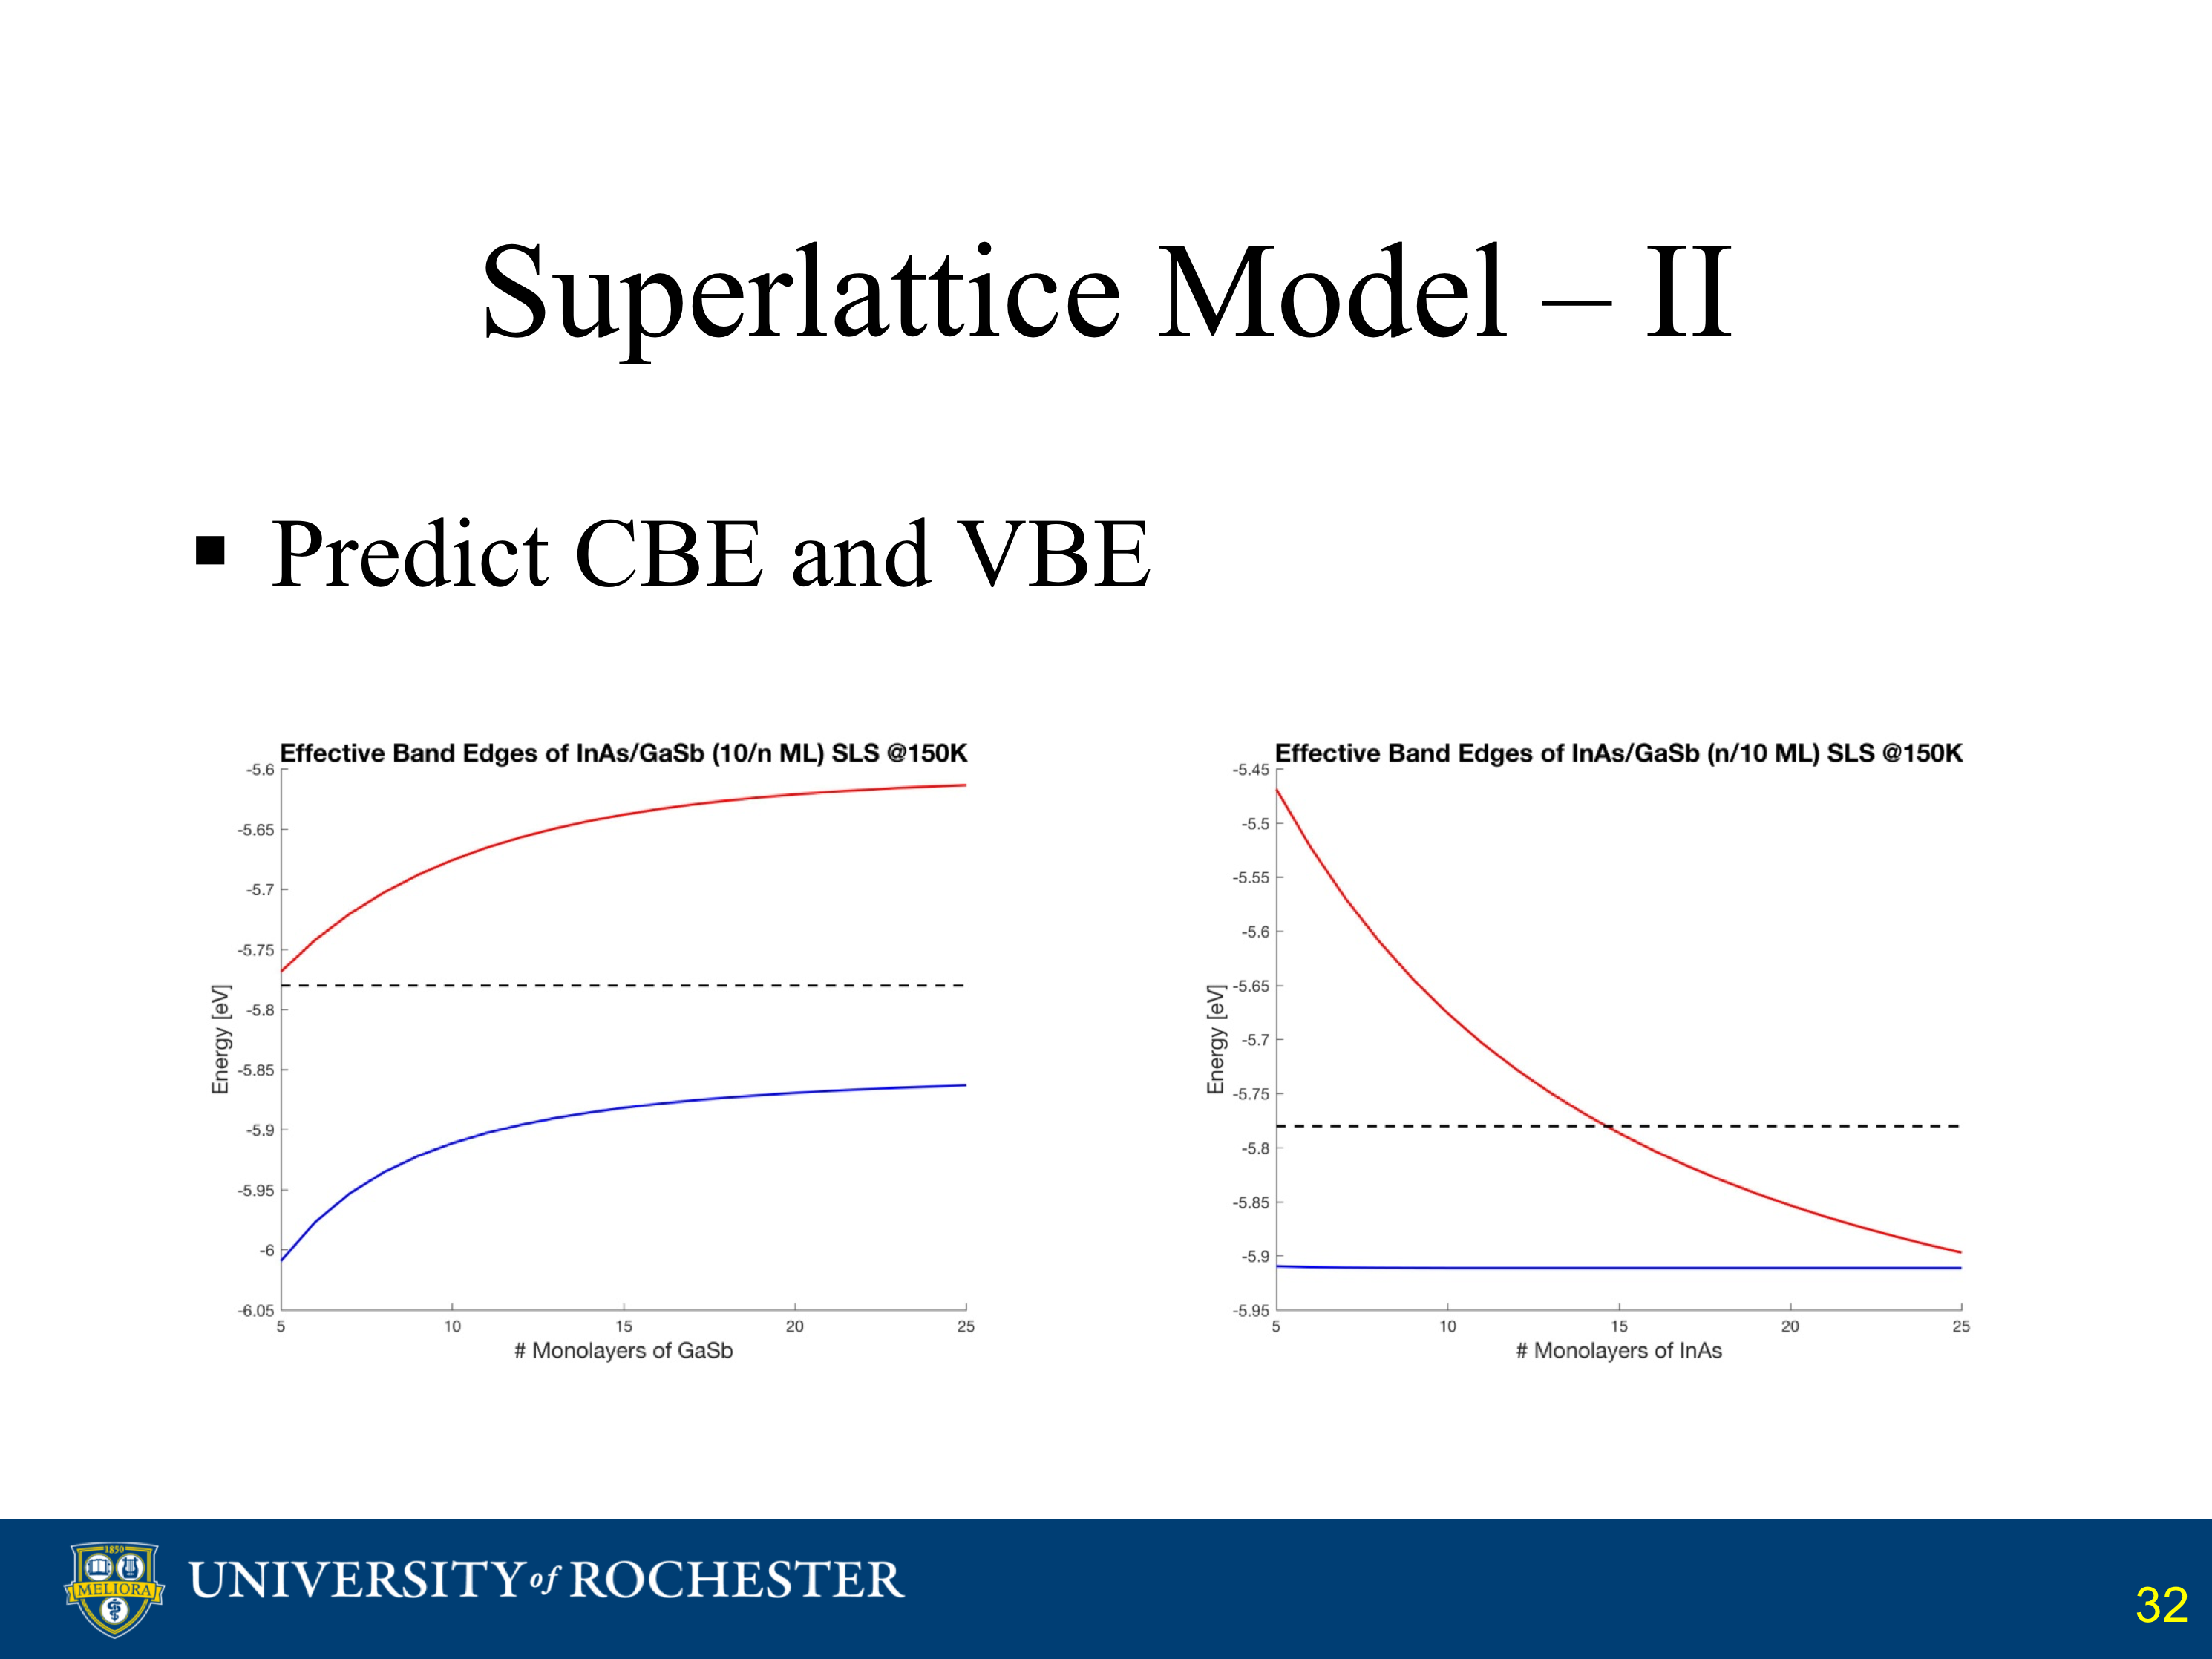 Superlattice Model – II
▪ Predict CBE and VBE
Effective Band Edges of InAs/GaSb (10/n ML) SLS @150K
-5.6
-5.65
-5.7
-5.75
-5.8
-5.85
-5.9
-5.95
-6
-6.05
Energy [eV]
5 10 15 20 25
# Monolayers of GaSb
Effective Band Edges of InAs/GaSb (n/10 ML) SLS @150K
-5.45
-5.5
-5.55
-5.6
-5.65
-5.7
-5.75
-5.8
-5.85
-5.9
-5.95
Energy [eV]
5 10 15 20 25
# Monolayers of InAs
1850
MELIORA
UNIVERSITY of ROCHESTER
32